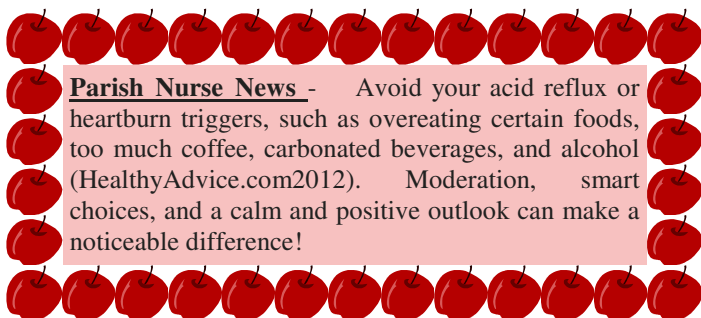 Parish Nurse News - Avoid your acid reflux or
heartburn triggers, such as overeating certain foods,
too much coffee, carbonated beverages, and alcohol
(HealthyAdvice.com2012). Moderation, smart
choices, and a calm and positive outlook can make a
noticeable difference!